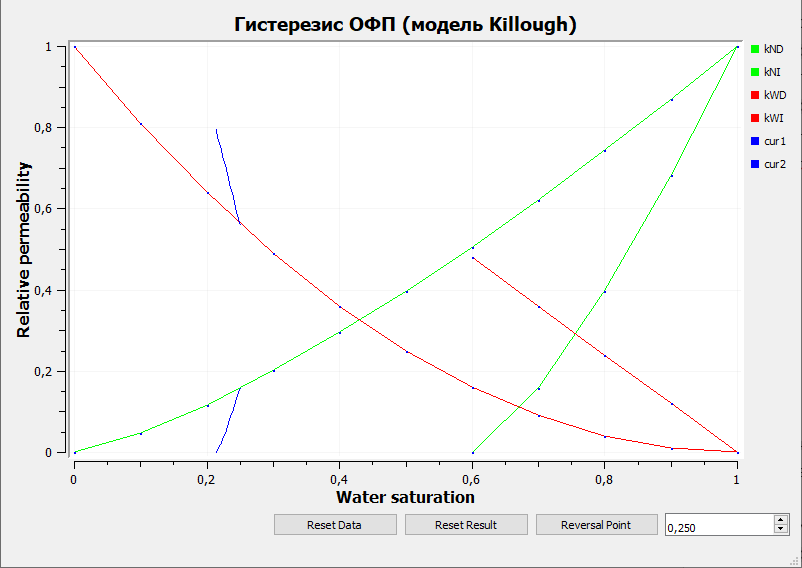 Гистерезис ОФП (модель Killough)
kND
kNI
kWD
kWI
cur1
cur2
Relative permeability
1
0,8
0,6
0,4
0,2
0
0 0,2 0,4 0,6 0,8 1
Water saturation
Reset Data Reset Result Reversal Point 0,250